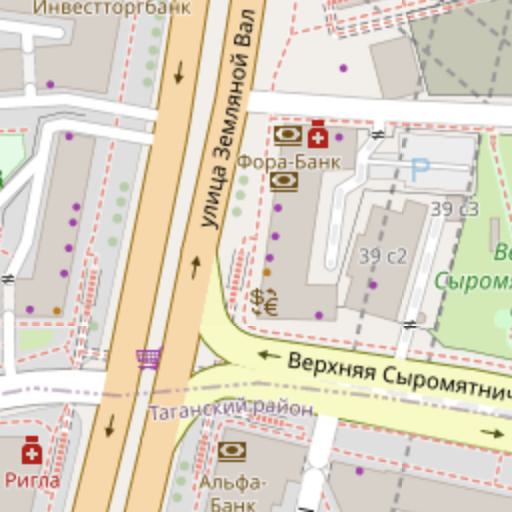 Инвестторгбанк
улица Земляной Вал
Фора-Банк
P
39 с3
39 с2
$€
Верхняя Сыромятнич
Таганский район
Ригла
Альфа-
Банк